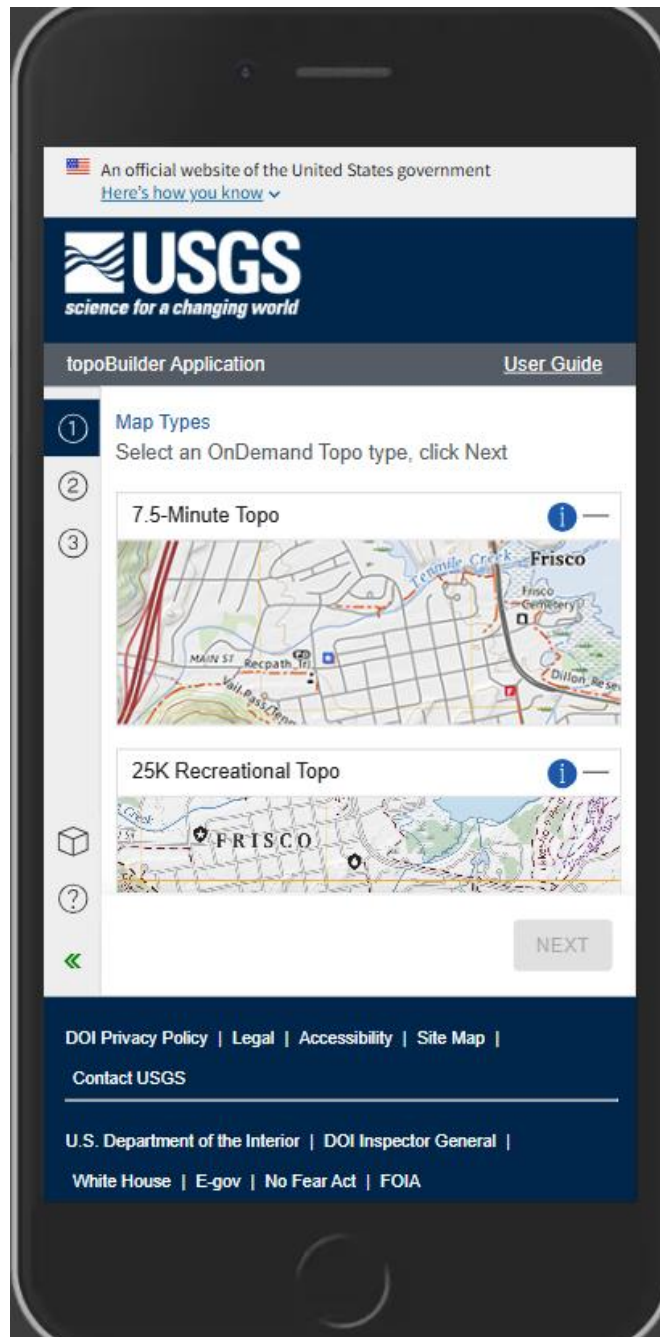 An official website of the United States government
Here's how you know
USGS
science for a changing world
topoBuilder Application
User Guide
1
Map Types
Select an OnDemand Topo type, click Next
2
3
7.5-Minute Topo
i
Tenmile Creek
Frisco
Frisco
Cemetery
MAIN ST
Recpath Trl
Vail Pass/Tenm
Dillon Rese
25K Recreational Topo
i
Creek
FRISCO
?
NEXT
DOI Privacy Policy | Legal | Accessibility | Site Map |
Contact USGS
U.S. Department of the Interior | DOI Inspector General |
White House | E-gov | No Fear Act | FOIA